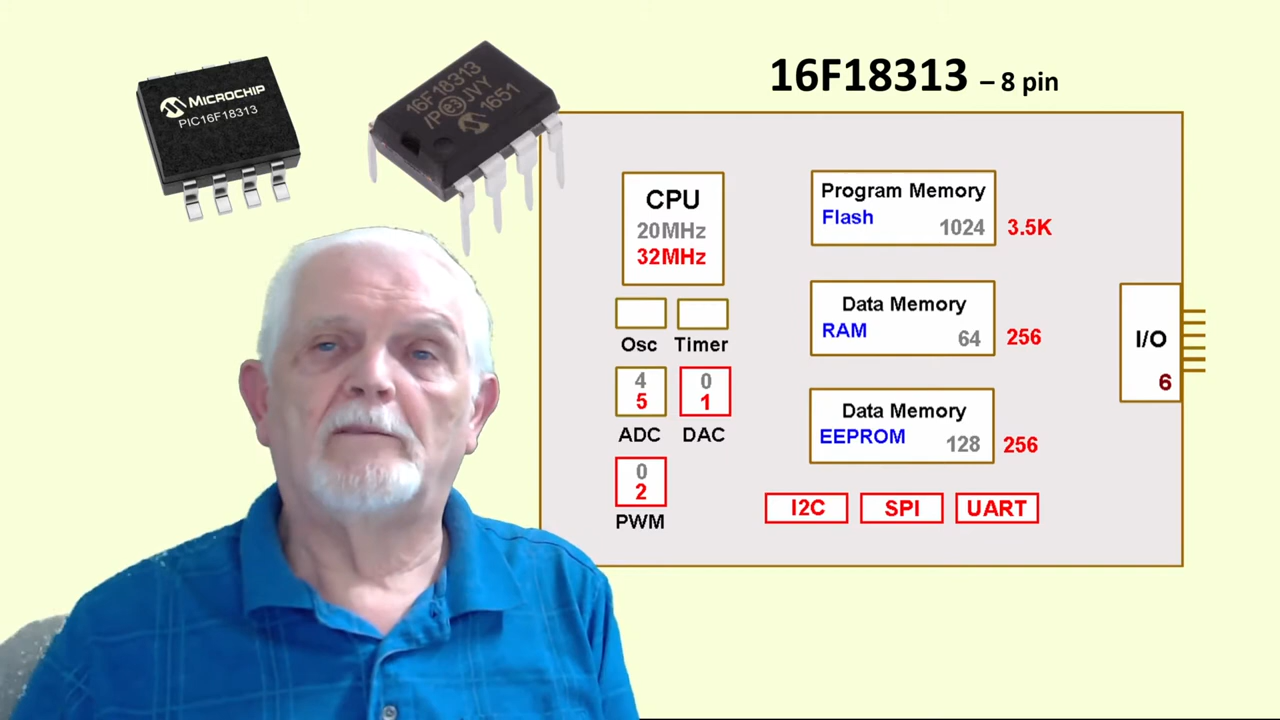 MICROCHIP
PIC16F18313
16F18313
/P e3 JVY
1651
16F18313 – 8 pin
CPU
20MHz
32MHz
Osc
Timer
4
5
ADC
0
1
DAC
0
2
PWM
Program Memory
Flash
1024
3.5K
Data Memory
RAM
64
256
Data Memory
EEPROM
128
256
I2C
SPI
UART
I/O
6